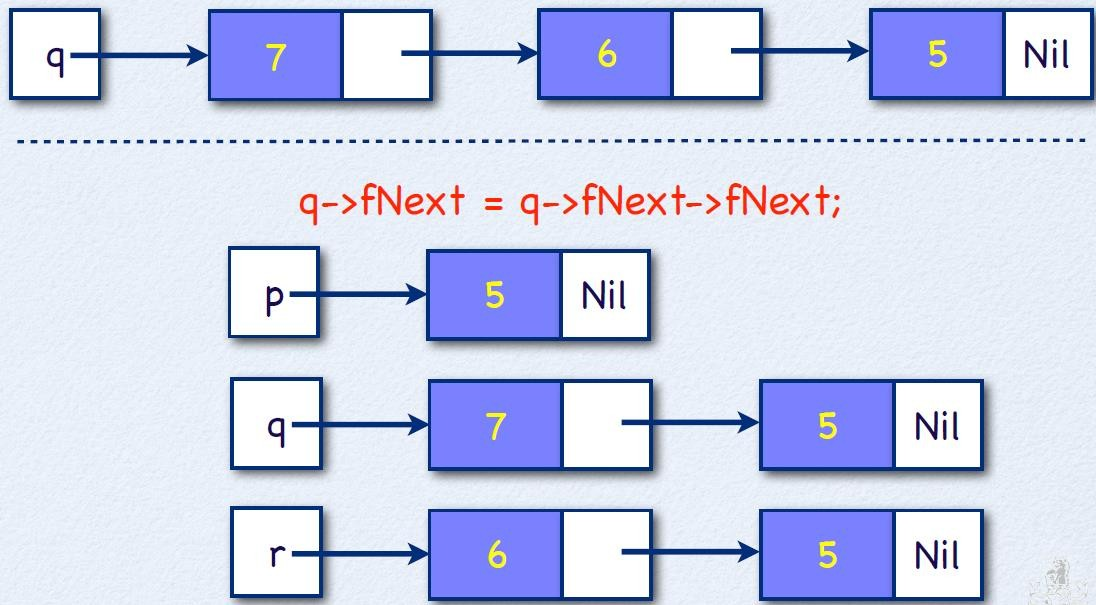 q 7 6 5 Nil
q->fNext = q->fNext->fNext;
p 5 Nil
q 7 5 Nil
r 6 5 Nil